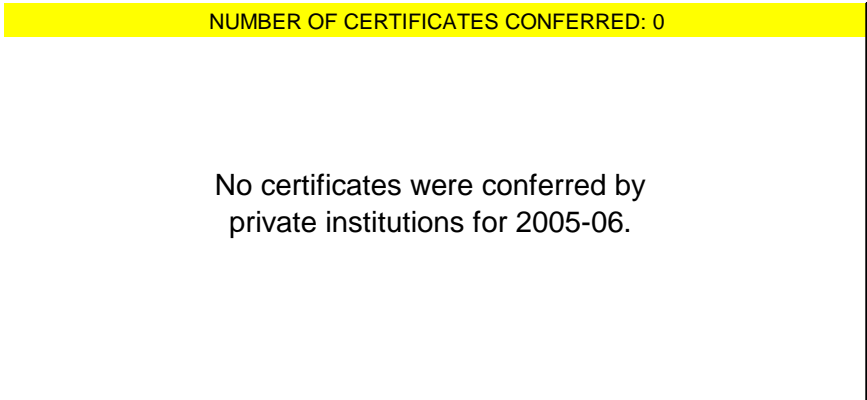 NUMBER OF CERTIFICATES CONFERRED: 0
No certificates were conferred by
private institutions for 2005-06.